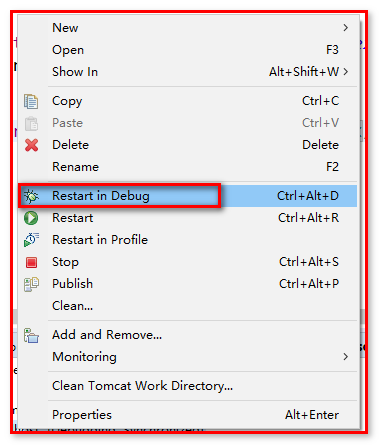 New
Open F3
Show In Alt+Shift+W
Copy Ctrl+C
Paste Ctrl+V
Delete Delete
Rename F2
Restart in Debug Ctrl+Alt+D
Restart Ctrl+Alt+R
Restart in Profile
Stop Ctrl+Alt+S
Publish Ctrl+Alt+P
Clean...
Add and Remove...
Monitoring
Clean Tomcat Work Directory...
Properties Alt+Enter